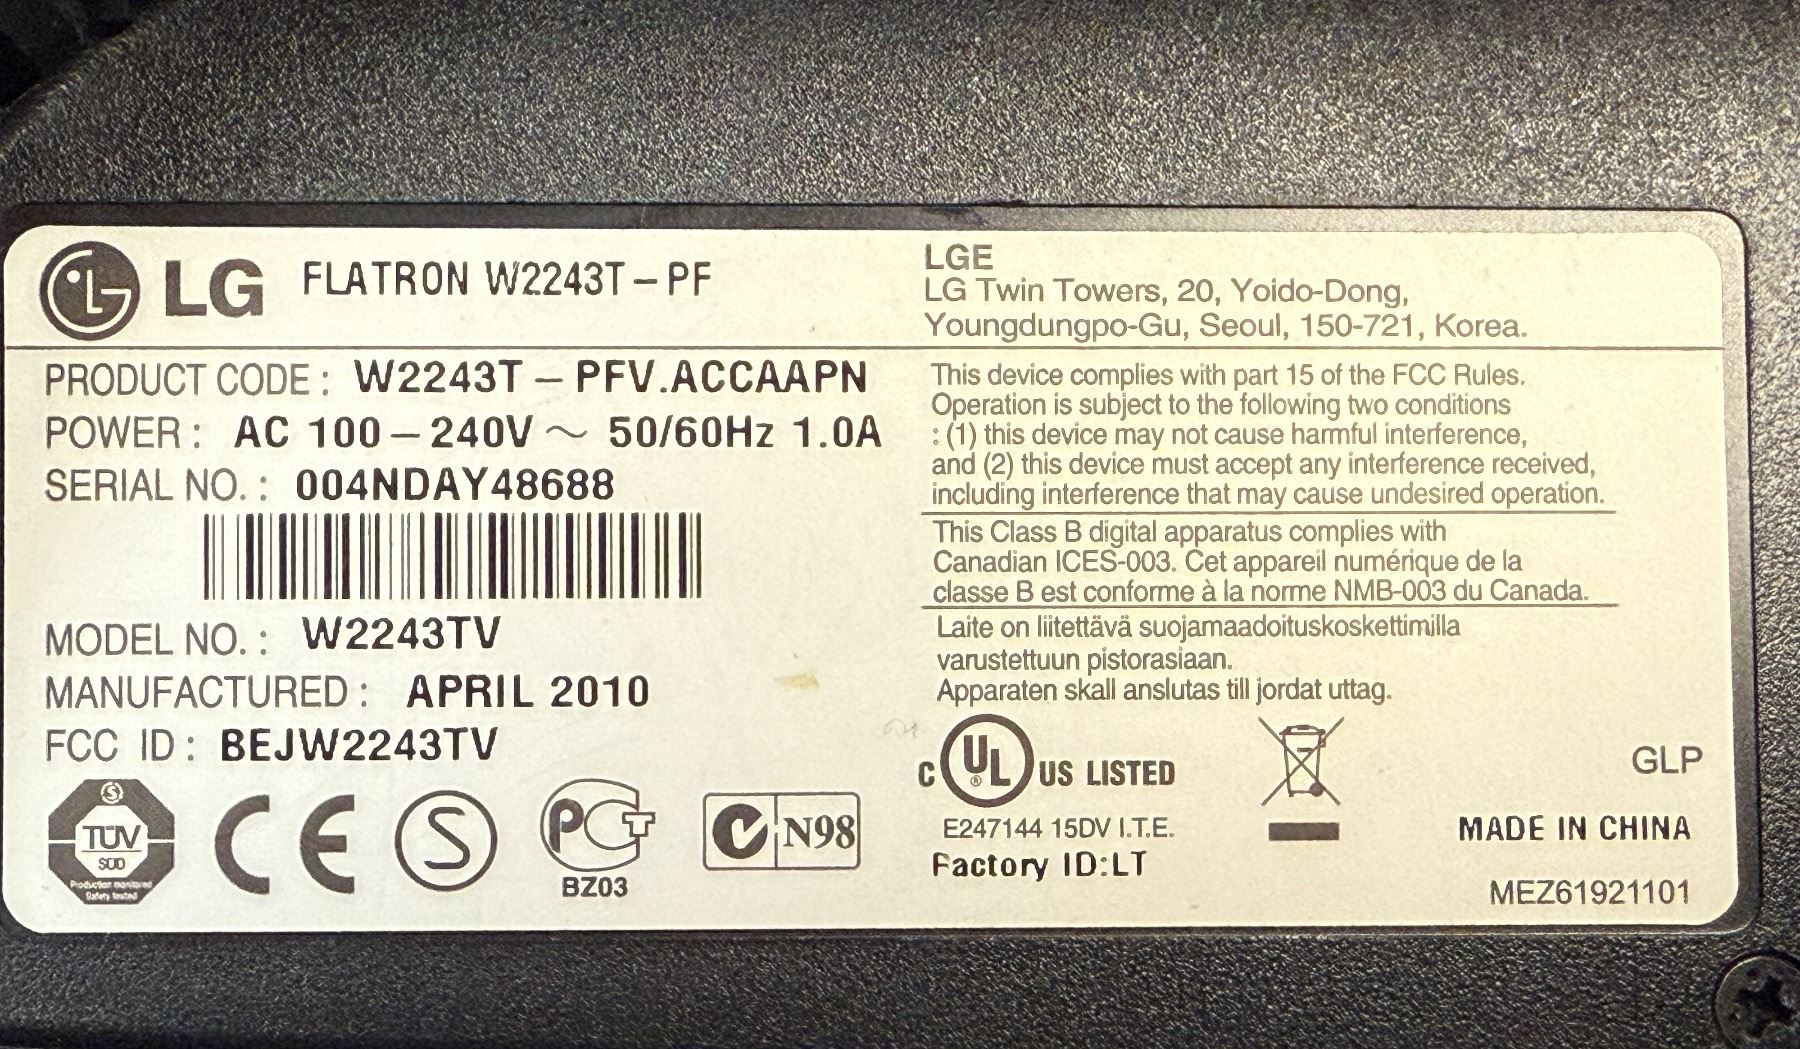 LG FLATRON W2243T-PF
PRODUCT CODE: W2243T-PFV.ACCAAPN
POWER: AC 100-240V~ 50/60Hz 1.0A
SERIAL NO.: 004NDAY48688
MODEL NO.: W2243TV
MANUFACTURED: APRIL 2010
FCC ID: BEJW2243TV
S
TÜV
SÜD
Production monitored
Safety tested
CE
S
PCT
BZ03
N98
LGE
LG Twin Towers, 20, Yoido-Dong,
Youngdungpo-Gu, Seoul, 150-721, Korea.
This device complies with part 15 of the FCC Rules.
Operation is subject to the following two conditions
: (1) this device may not cause harmful interference,
and (2) this device must accept any interference received,
including interference that may cause undesired operation.
This Class B digital apparatus complies with
Canadian ICES-003. Cet appareil numérique de la
classe B est conforme à la norme NMB-003 du Canada.
Laite on liitettävä suojamaadoituskoskettimilla
varustettuun pistorasiaan.
Apparaten skall anslutas till jordat uttag.
C UL® US LISTED
E247144 15DV I.T.E.
Factory ID:LT
GLP
MADE IN CHINA
MEZ61921101